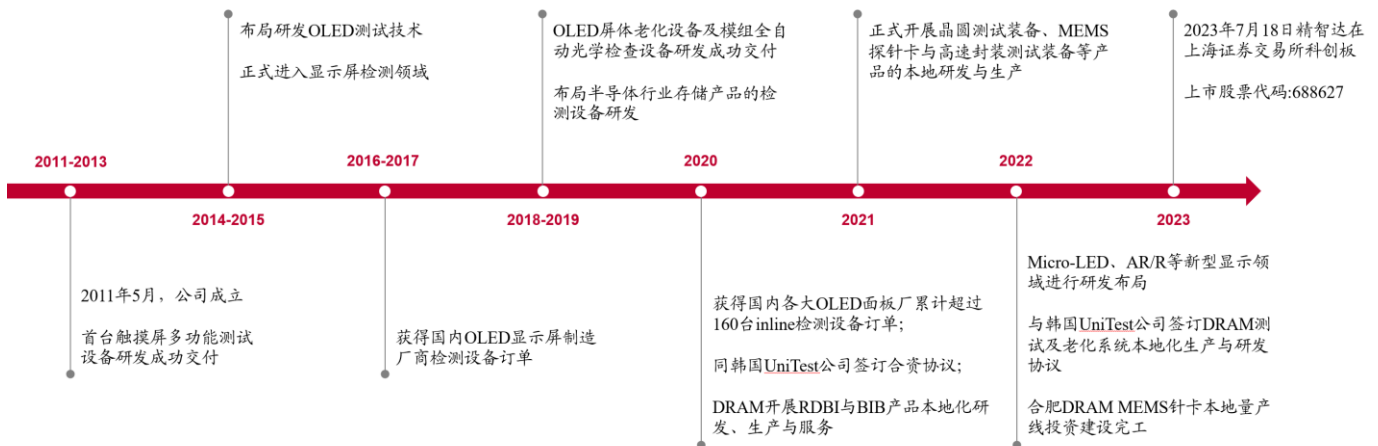 布局研发OLED测试技术
正式进入显示屏检测领域
OLED屏体老化设备及模组全自
动光学检查设备研发成功交付
布局半导体行业存储产品的检
测设备研发
正式开展晶圆测试装备、MEMS
探针卡与高速封装测试装备等产
品的本地研发与生产
2023年7月18日精智达在
上海证券交易所科创板
上市股票代码:688627
2011-2013
2016-2017
2020
2022
2014-2015
2018-2019
2021
2023
2011年5月，公司成立
首台触摸屏多功能测试
设备研发成功交付
获得国内OLED显示屏制造
厂商检测设备订单
获得国内各大OLED面板厂累计超过
160台inline检测设备订单；
同韩国UniTest公司签订合资协议；
DRAM开展RDBI与BIB产品本地化研
发、生产与服务
Micro-LED、AR/R等新型显示领
域进行研发布局
与韩国UniTest公司签订DRAM测
试及老化系统本地化生产与研发
协议
合肥DRAM MEMS针卡本地量产
线投资建设完工